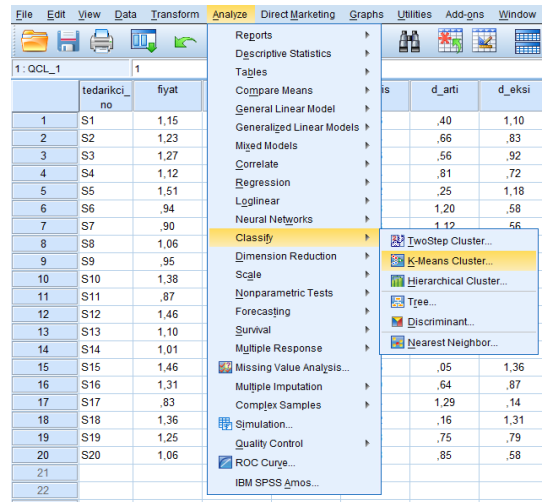 File Edit View Data Transform Analyze Direct Marketing Graphs Utilities Add-ons Window
1 : QCL_1 1
tedarikci_no fiyat is d_arti d_eksi
1 S1 1,15 ,40 1,10
2 S2 1,23 ,66 ,83
3 S3 1,27 ,56 ,92
4 S4 1,12 ,81 ,72
5 S5 1,51 ,25 1,18
6 S6 ,94 1,20 ,58
7 S7 ,90 1,12 ,56
8 S8 1,06
9 S9 ,95
10 S10 1,38
11 S11 ,87
12 S12 1,46
13 S13 1,10
14 S14 1,01
15 S15 1,46 ,05 1,36
16 S16 1,31 ,64 ,87
17 S17 ,83 1,29 ,14
18 S18 1,36 ,16 1,31
19 S19 1,25 ,75 ,79
20 S20 1,06 ,85 ,58
21
22
Reports
Descriptive Statistics
Tables
Compare Means
General Linear Model
Generalized Linear Models
Mixed Models
Correlate
Regression
Loglinear
Neural Networks
Classify
Dimension Reduction
Scale
Nonparametric Tests
Forecasting
Survival
Multiple Response
Missing Value Analysis...
Multiple Imputation
Complex Samples
Simulation...
Quality Control
ROC Curve...
IBM SPSS Amos...
TwoStep Cluster...
K-Means Cluster...
Hierarchical Cluster...
Tree...
Discriminant...
Nearest Neighbor...